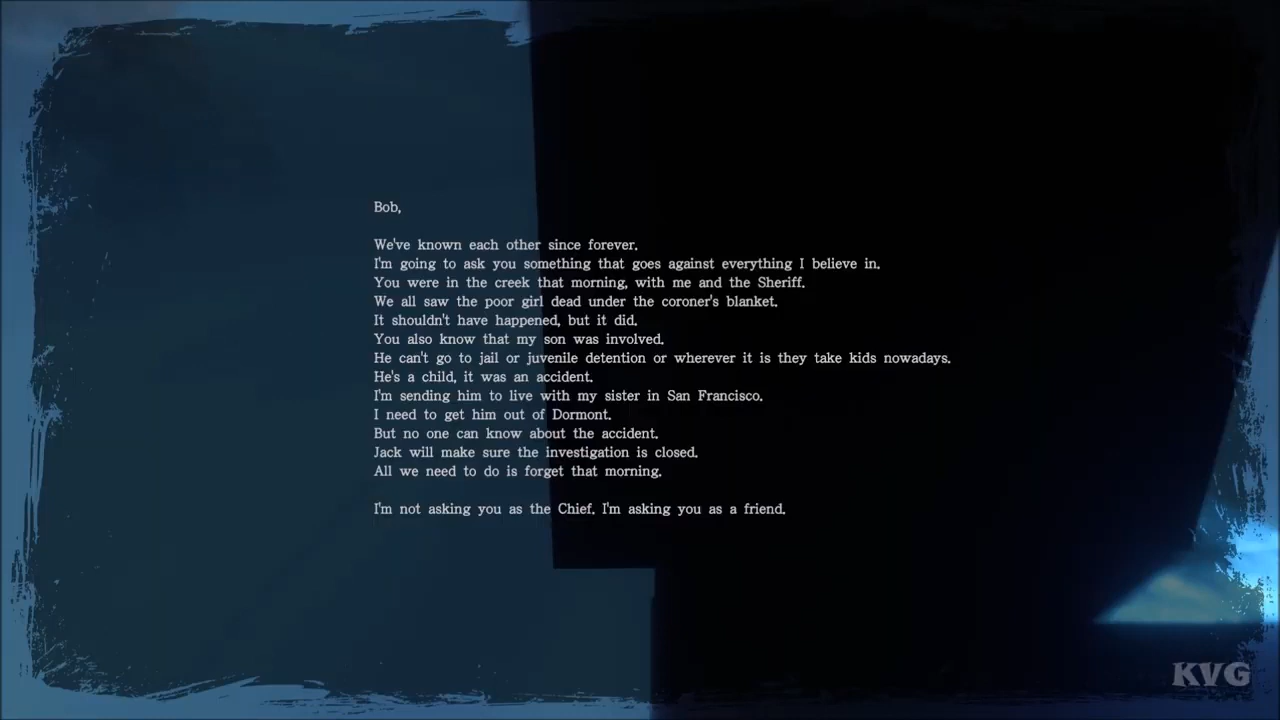 Bob,
We've known each other since forever.
I'm going to ask you something that goes against everything I believe in.
You were in the creek that morning, with me and the Sheriff.
We all saw the poor girl dead under the coroner's blanket.
It shouldn't have happened, but it did.
You also know that my son was involved.
He can't go to jail or juvenile detention or wherever it is they take kids nowadays.
He's a child, it was an accident.
I'm sending him to live with my sister in San Francisco.
I need to get him out of Dormont.
But no one can know about the accident.
Jack will make sure the investigation is closed.
All we need to do is forget that morning.
I'm not asking you as the Chief. I'm asking you as a friend.
KVG